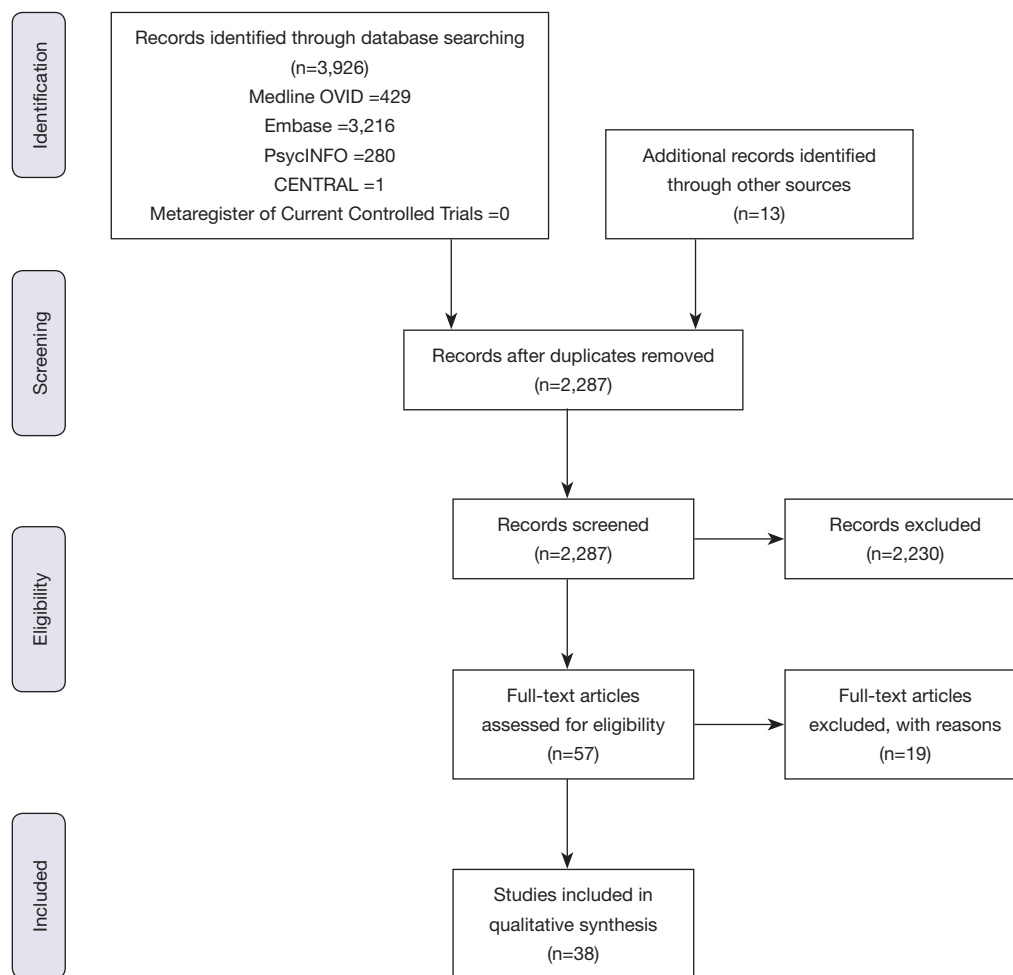 Identification
Records identified through database searching
(n=3,926)
Medline OVID =429
Embase =3,216
PsycINFO =280
CENTRAL =1
Metaregister of Current Controlled Trials =0
Additional records identified
through other sources
(n=13)
Screening
Records after duplicates removed
(n=2,287)
Eligibility
Records screened
(n=2,287)
Records excluded
(n=2,230)
Full-text articles
assessed for eligibility
(n=57)
Full-text articles
excluded, with reasons
(n=19)
Included
Studies included in
qualitative synthesis
(n=38)